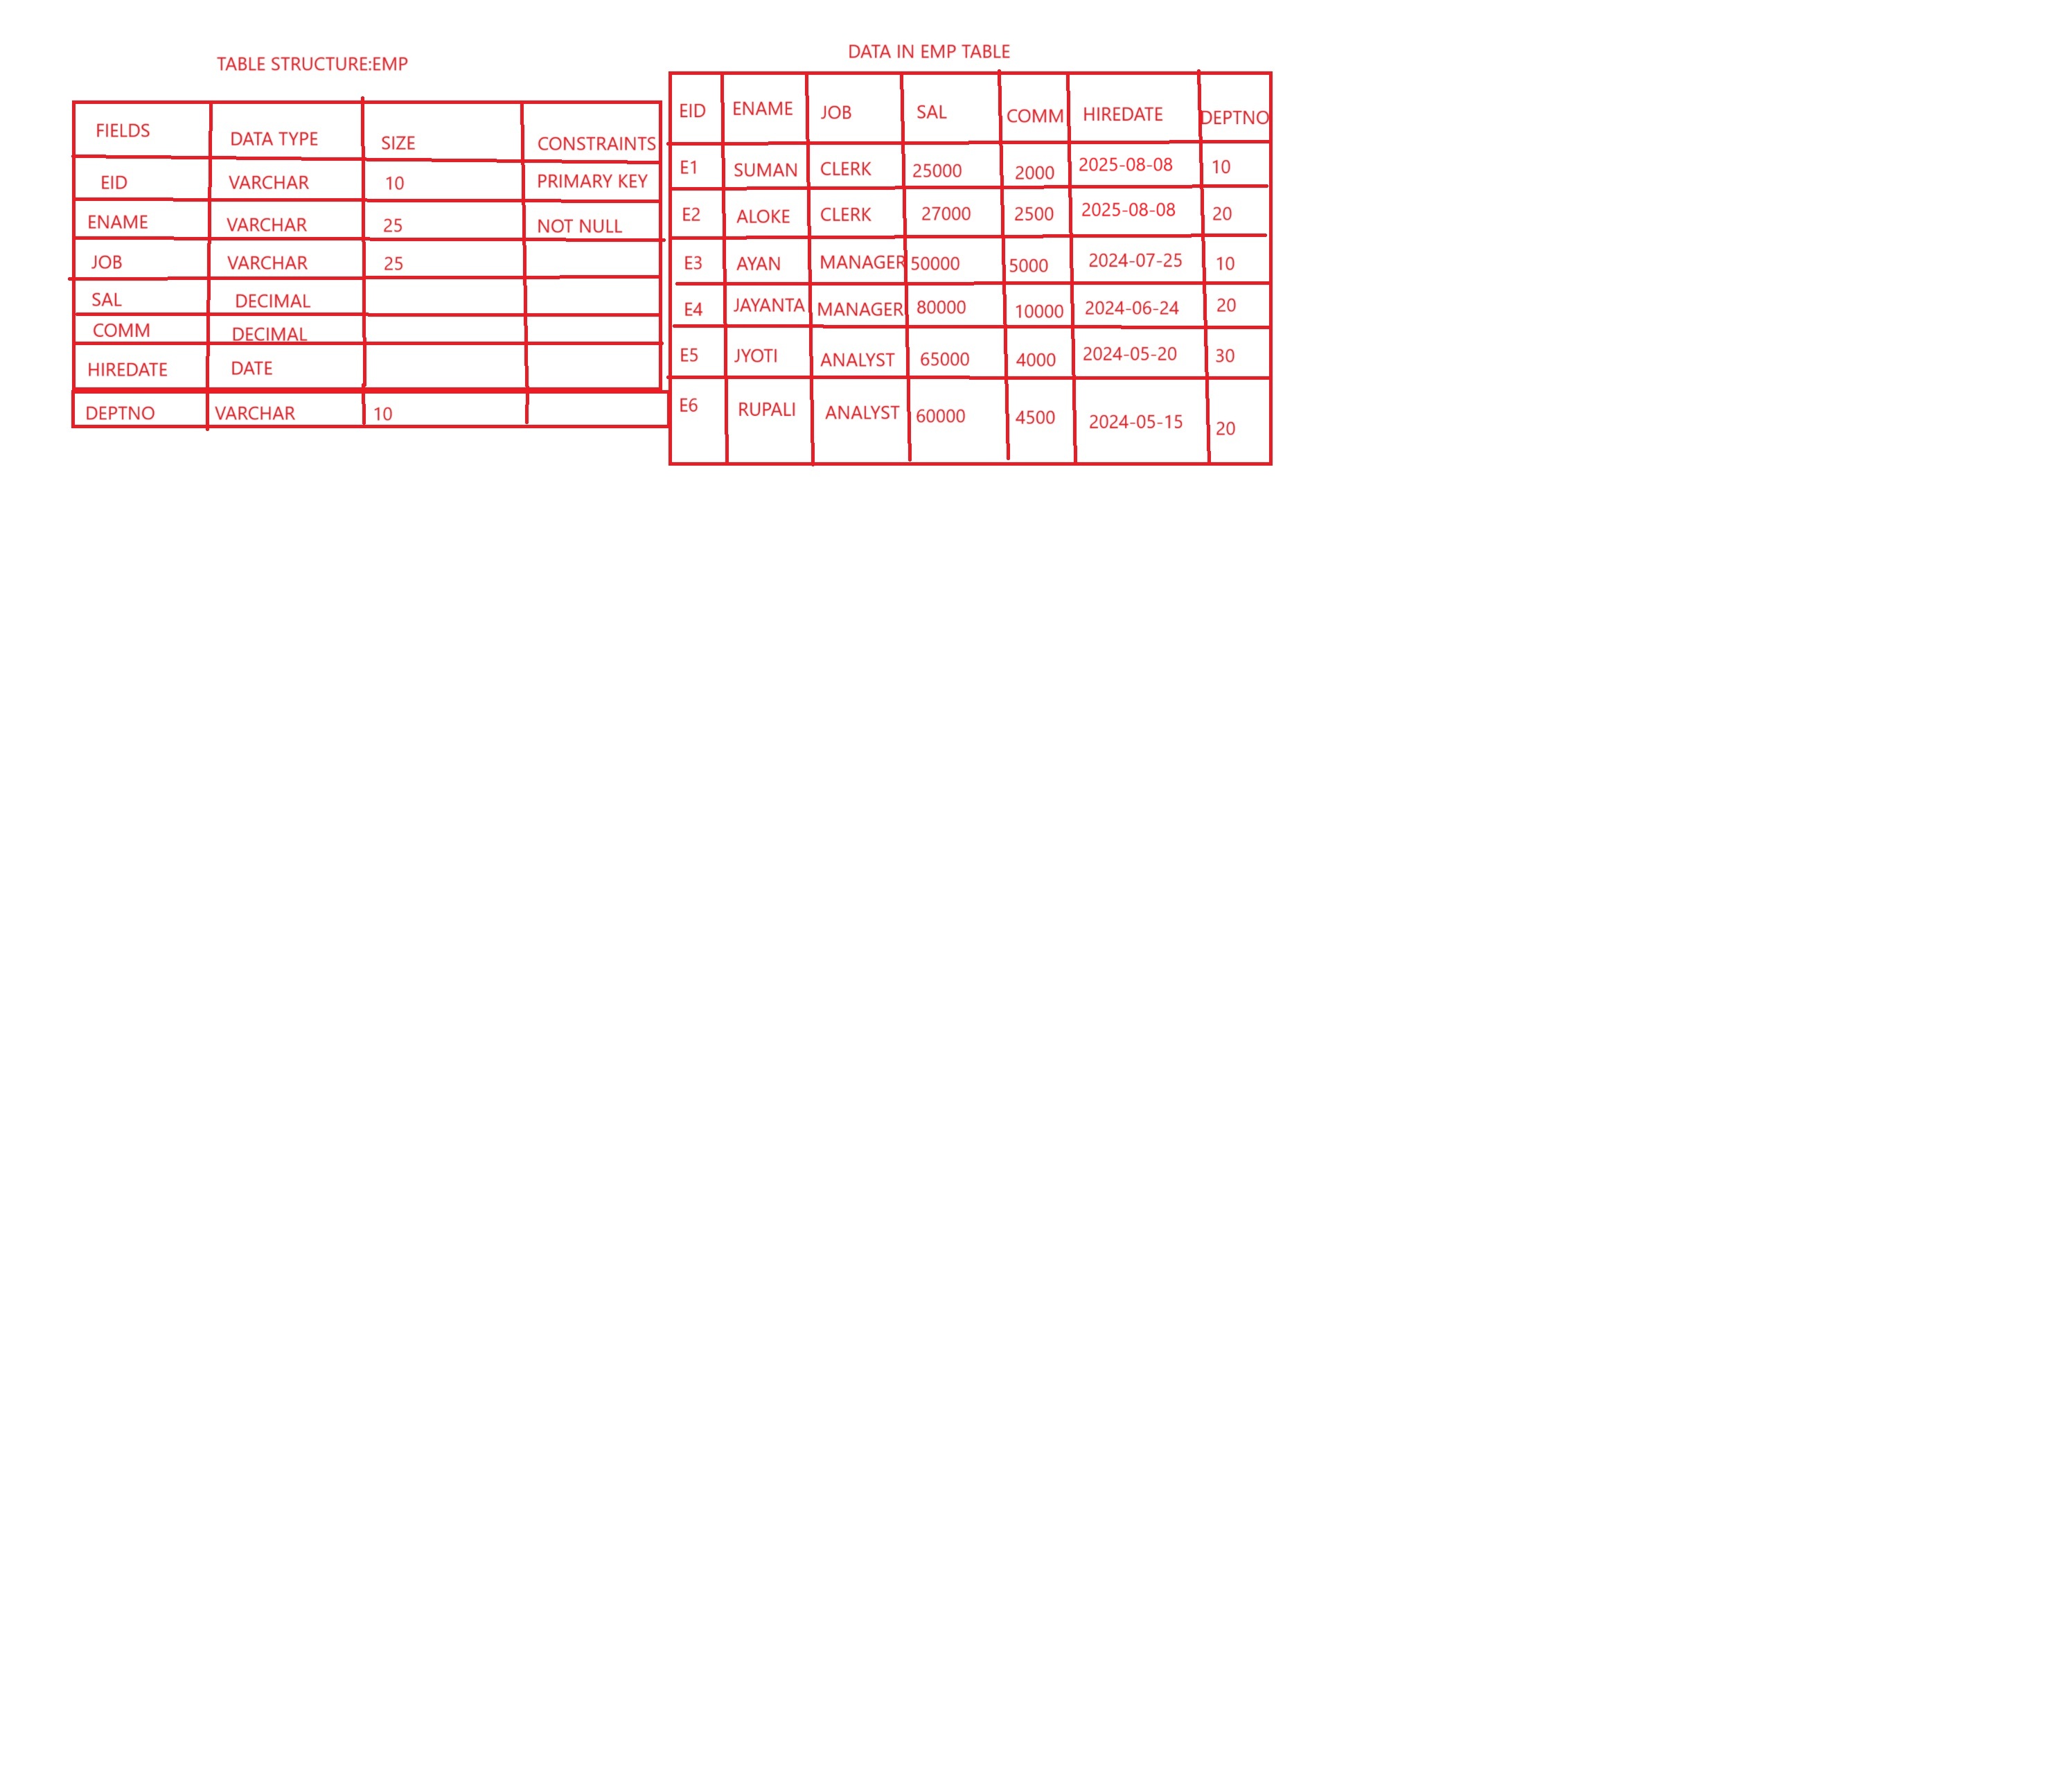 TABLE STRUCTURE:EMP
FIELDS DATA TYPE SIZE CONSTRAINTS
EID VARCHAR 10 PRIMARY KEY
ENAME VARCHAR 25 NOT NULL
JOB VARCHAR 25
SAL DECIMAL
COMM DECIMAL
HIREDATE DATE
DEPTNO VARCHAR 10
DATA IN EMP TABLE
EID ENAME JOB SAL COMM HIREDATE DEPTNO
E1 SUMAN CLERK 25000 2000 2025-08-08 10
E2 ALOKE CLERK 27000 2500 2025-08-08 20
E3 AYAN MANAGER 50000 5000 2024-07-25 10
E4 JAYANTA MANAGER 80000 10000 2024-06-24 20
E5 JYOTI ANALYST 65000 4000 2024-05-20 30
E6 RUPALI ANALYST 60000 4500 2024-05-15 20